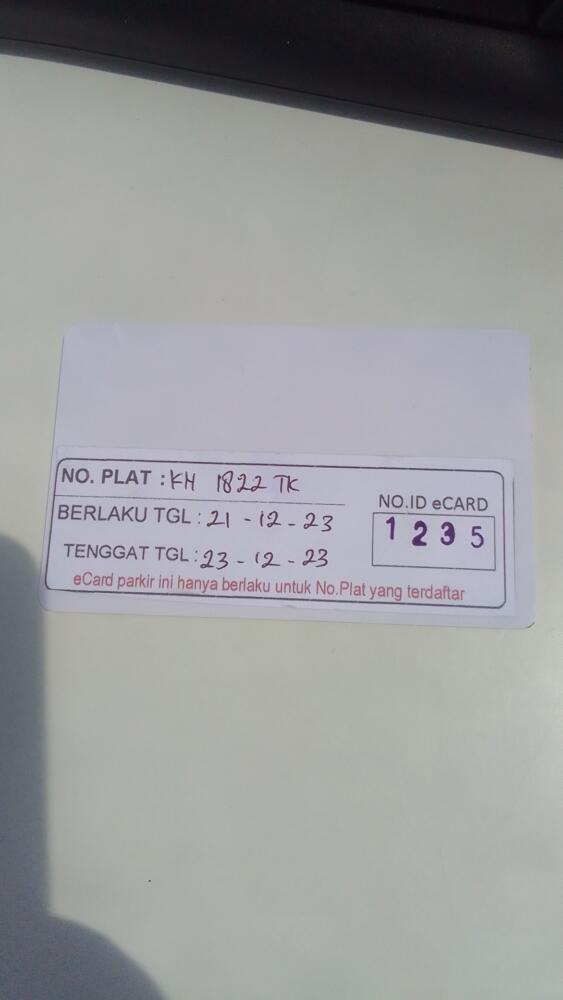 NO. PLAT : KH 1822 TK
BERLAKU TGL : 21 - 12 - 23
TENGGAT TGL : 23 - 12 - 23
NO.ID eCARD
1 2 3 5
eCard parkir ini hanya berlaku untuk No.Plat yang terdaftar